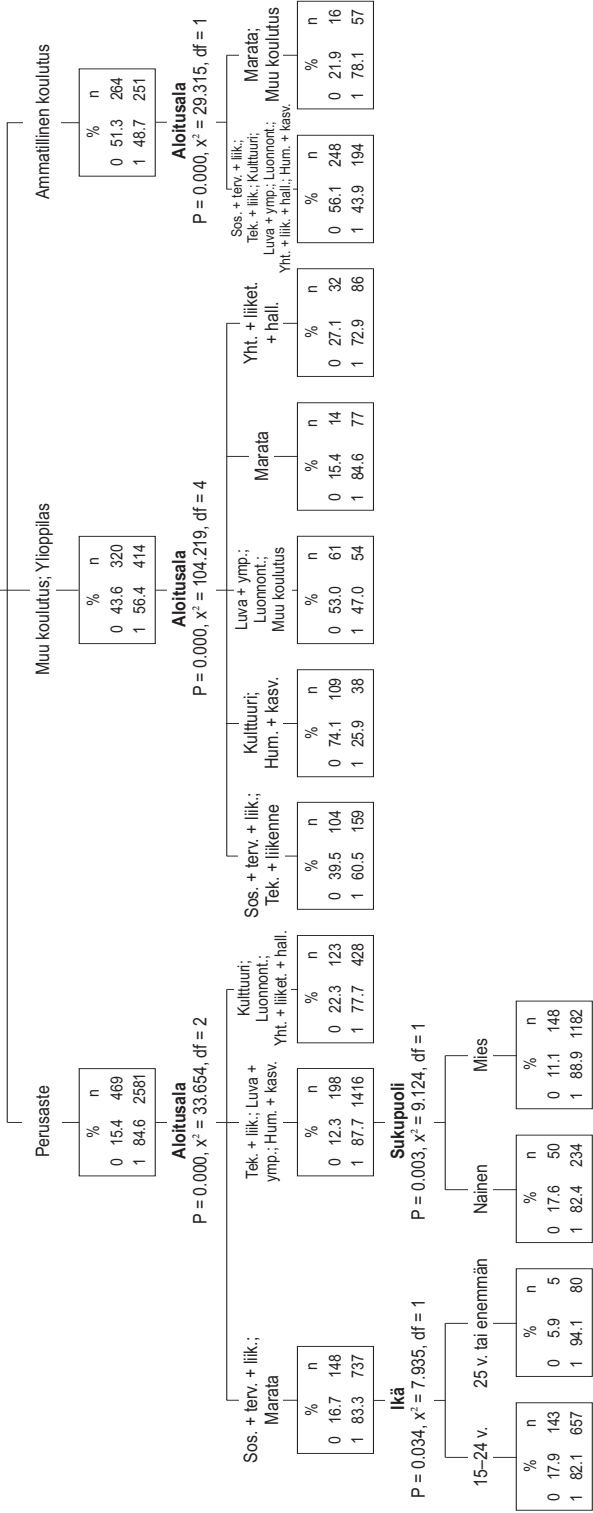 Perusaste
% n
0 15.4 469
1 84.6 2581
Aloitusala
P = 0.000, x² = 33.654, df = 2
Sos. + terv. + liik.;
Marata
% n
0 16.7 148
1 83.3 737
Ikä
P = 0.034, x² = 7.935, df = 1
15–24 v.
% n
0 17.9 143
1 82.1 657
25 v. tai enemmän
% n
0 5.9 5
1 94.1 80
Tek. + liik.; Luva +
ymp.; Hum. + kasv.
% n
0 12.3 198
1 87.7 1416
Sukupuoli
P = 0.003, x² = 9.124, df = 1
Nainen
% n
0 17.6 50
1 82.4 234
Mies
% n
0 11.1 148
1 88.9 1182
Kulttuuri;
Luonnont.;
Yht. + liiket. + hall.
% n
0 22.3 123
1 77.7 428
Muu koulutus; Ylioppilas
% n
0 43.6 320
1 56.4 414
Aloitusala
P = 0.000, x² = 104.219, df = 4
Sos. + terv. + liik.;
Tek. + liikenne
% n
0 39.5 104
1 60.5 159
Kulttuuri;
Hum. + kasv.
% n
0 74.1 109
1 25.9 38
Luva + ymp.;
Luonnont.;
Muu koulutus
% n
0 53.0 61
1 47.0 54
Marata
% n
0 15.4 14
1 84.6 77
Yht. + liiket.
+ hall.
% n
0 27.1 32
1 72.9 86
Ammatillinen koulutus
% n
0 51.3 264
1 48.7 251
Aloitusala
P = 0.000, x² = 29.315, df = 1
Sos. + terv. + liik.;
Tek. + liik.; Kulttuuri;
Luva + ymp.; Luonnont.;
Yht. + liik. + hall.; Hum. + kasv.
% n
0 56.1 248
1 43.9 194
Marata;
Muu koulutus
% n
0 21.9 16
1 78.1 57